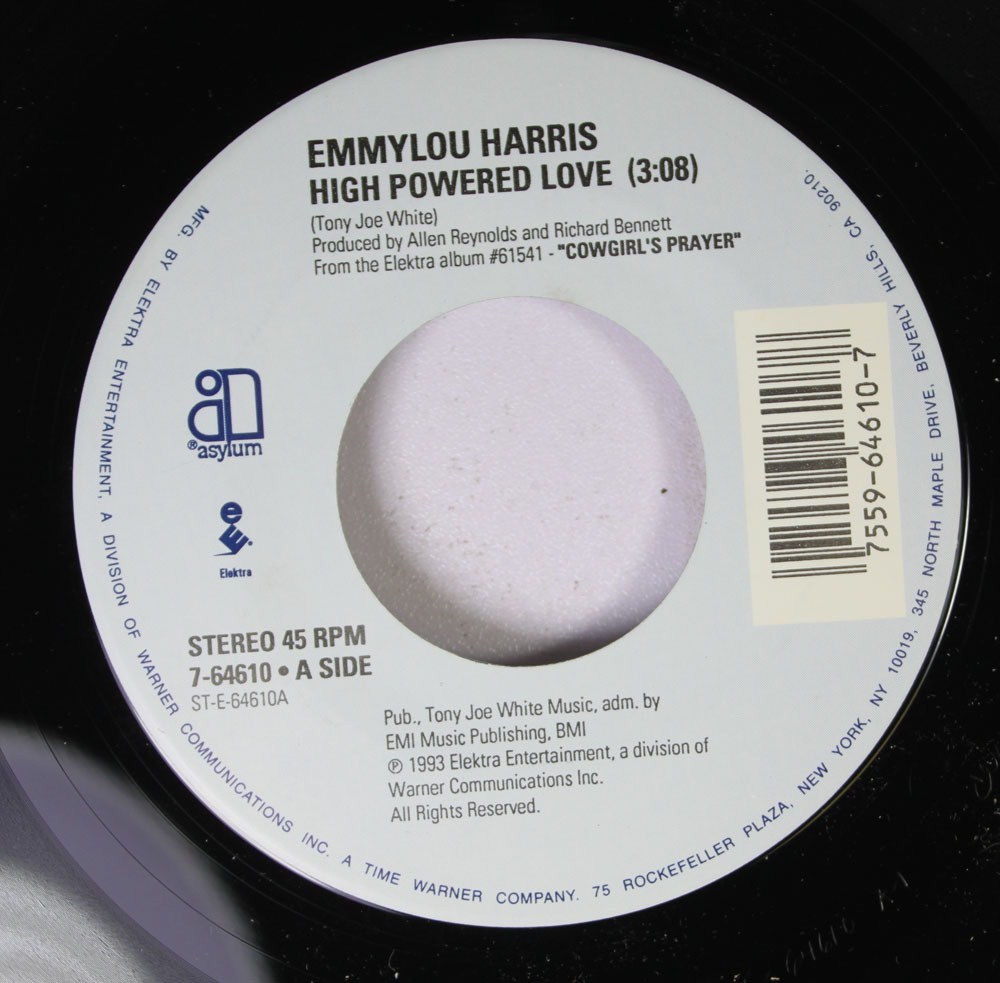 EMMYLOU HARRIS
HIGH POWERED LOVE (3:08)
(Tony Joe White)
Produced by Allen Reynolds and Richard Bennett
From the Elektra album #61541 - "COWGIRL'S PRAYER"
® asylum
Elektra
7559-64610-7
STEREO 45 RPM
7-64610 • A SIDE
ST-E-64610A
Pub., Tony Joe White Music, adm. by
EMI Music Publishing, BMI
℗ 1993 Elektra Entertainment, a division of
Warner Communications Inc.
All Rights Reserved.
MFG. BY ELEKTRA ENTERTAINMENT, A DIVISION OF WARNER COMMUNICATIONS INC. A TIME WARNER COMPANY. 75 ROCKEFELLER PLAZA, NEW YORK, NY 10019, 345 NORTH MAPLE DRIVE, BEVERLY HILLS, CA 90210.